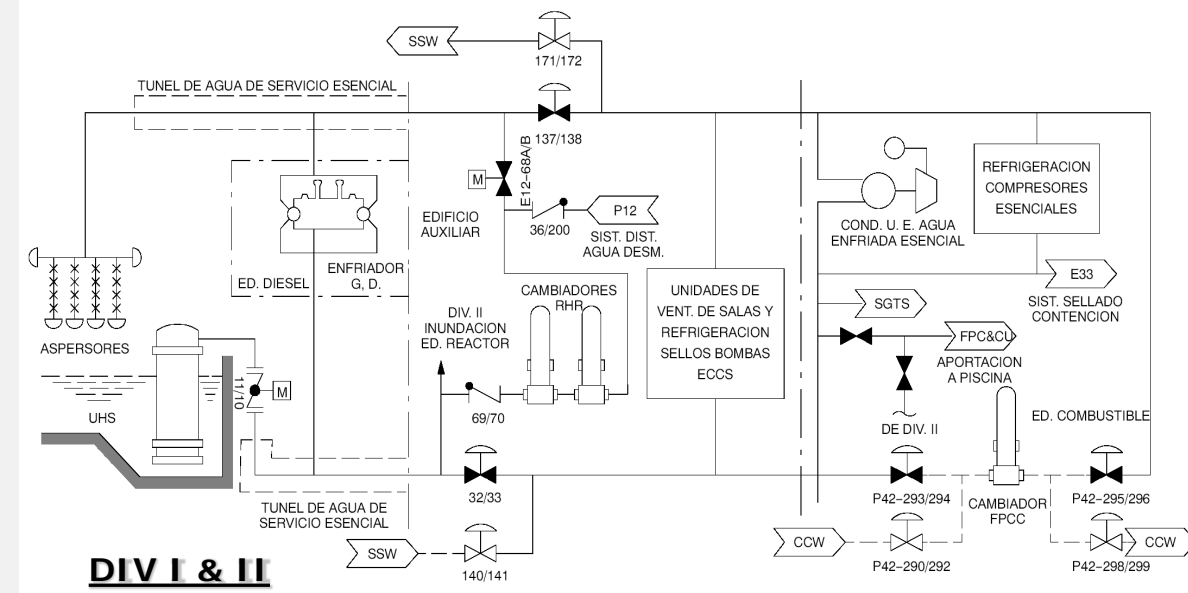 SSW
171/172
TUNEL DE AGUA DE SERVICIO ESENCIAL
137/138
E12-68A/B
M
P12
36/200
SIST. DIST.
AGUA DESM.
EDIFICIO
AUXILIAR
REFRIGERACION
COMPRESORES
ESENCIALES
COND. U. E. AGUA
ENFRIADA ESENCIAL
ENFRIADOR
G, D.
ED. DIESEL
CAMBIADORES
RHR
UNIDADES DE
VENT. DE SALAS Y
REFRIGERACION
SELLOS BOMBAS
ECCS
E33
SIST. SELLADO
CONTENCION
SGTS
FPC&CU
APORTACION
A PISCINA
DIV. II
INUNDACION
ED. REACTOR
ASPERSORES
UHS
11/10
M
69/70
DE DIV. II
ED. COMBUSTIBLE
32/33
P42-293/294
CAMBIADOR
FPCC
P42-295/296
TUNEL DE AGUA DE
SERVICIO ESENCIAL
SSW
140/141
CCW
P42-290/292
P42-298/299
CCW
DIV I & II